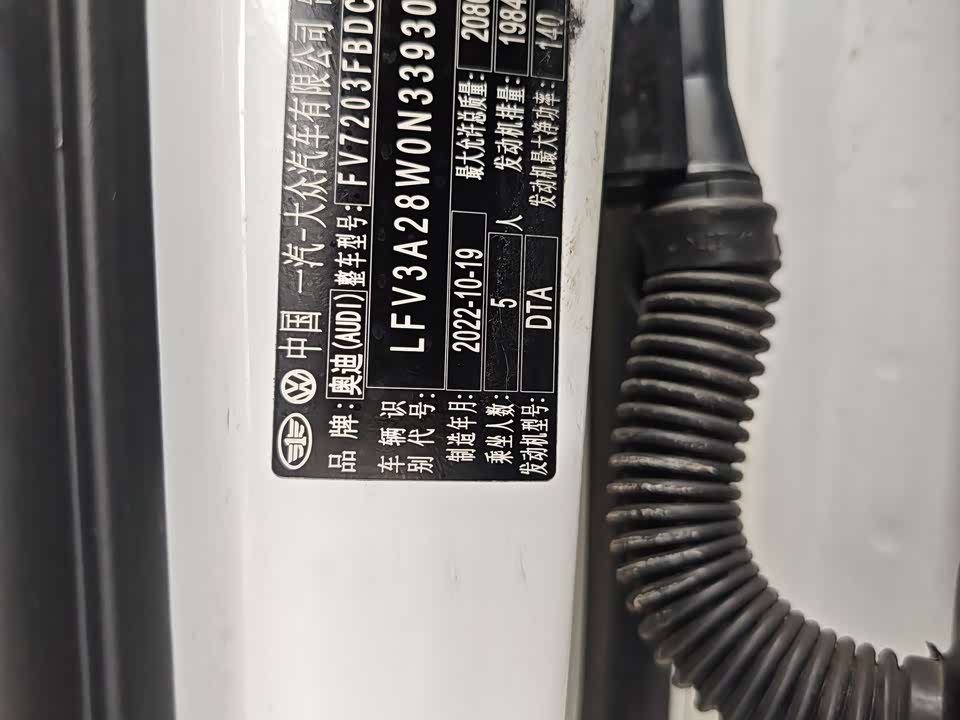 中国 一汽-大众汽车有限公司
品 牌: 奥迪(AUDI) 整车型号: FV7203FBDC
车辆识别代号: LFV3A28W0N33930
制造年月: 2022-10-19 最大允许总质量: 208
乘坐人数: 5 人 发动机排量: 1984
发动机型号: DTA 发动机最大净功率: 140